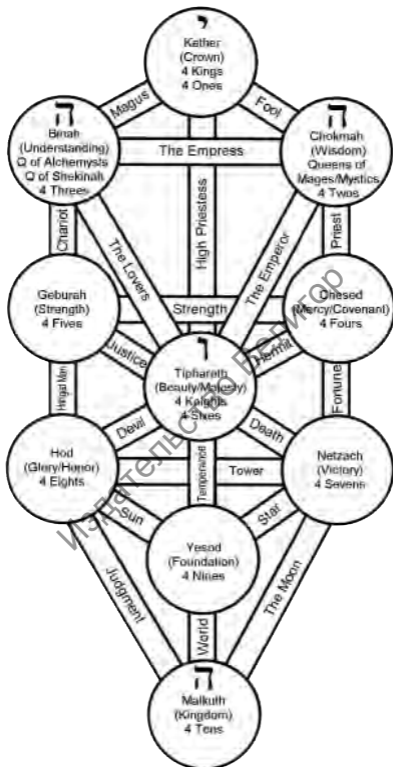 י
Kether
(Crown)
4 Kings
4 Ones
Magus
Fool
ה
Binah
(Understanding)
Q of Alchemysts
Q of Shekinah
4 Threes
The Empress
ה
Chokmah
(Wisdom)
Queens of
Mages/Mystics
4 Twos
Chariot
The Lovers
High Priestess
The Emperor
Priest
Geburah
(Strength)
4 Fives
Strength
Chesed
(Mercy/Covenant)
4 Fours
Justice
Hermit
ו
Tiphareth
(Beauty/Majesty)
4 Knights
4 Sixes
Hanged Man
Fortune
Devil
Death
Hod
(Glory/Honor)
4 Eights
Temperance
Tower
Netzach
(Victory)
4 Sevens
Sun
Star
Yesod
(Foundation)
4 Nines
Judgment
World
The Moon
ה
Malkuth
(Kingdom)
4 Tens
Издательство Велигор